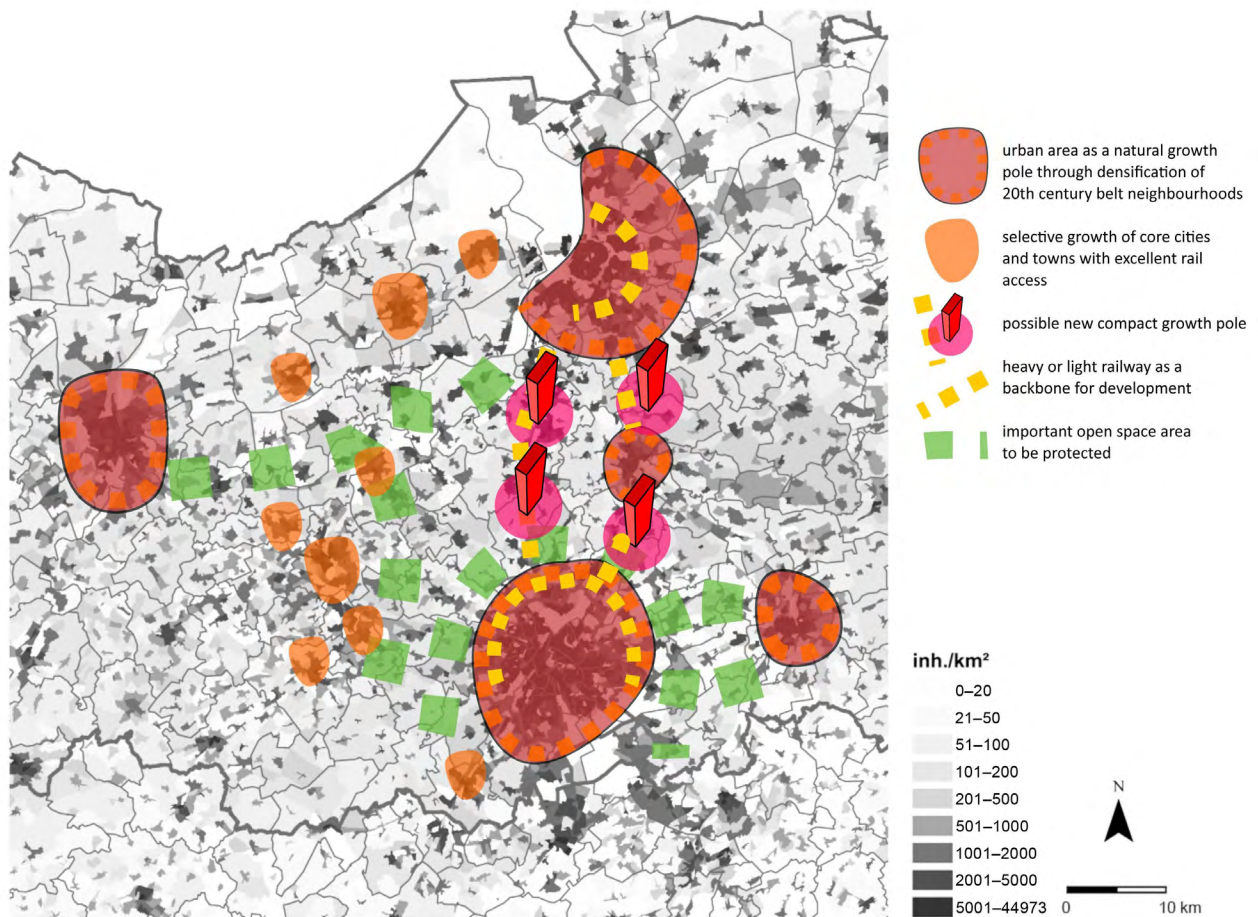 urban area as a natural growth
pole through densification of
20th century belt neighbourhoods
selective growth of core cities
and towns with excellent rail
access
possible new compact growth pole
heavy or light railway as a
backbone for development
important open space area
to be protected
inh./km²
0–20
21–50
51–100
101–200
201–500
501–1000
1001–2000
2001–5000
5001–44973
N
0 10 km